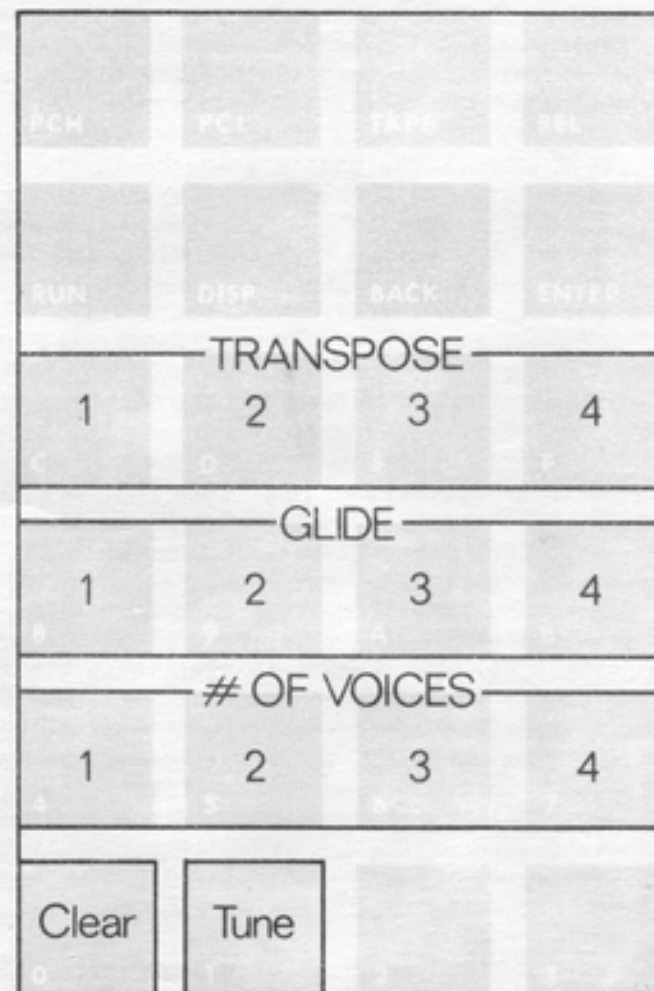 PCH PCL TAPE REL
RUN DISP BACK ENTER
TRANSPOSE
1 2 3 4
C D E F
GLIDE
1 2 3 4
8 9 A B
# OF VOICES
1 2 3 4
4 5 6 7
Clear Tune
0 1 2 3